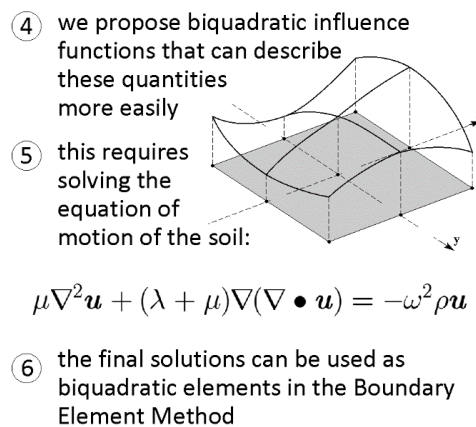 ④ we propose biquadratic influence
functions that can describe
these quantities
more easily
⑤ this requires
solving the
equation of
motion of the soil:
y
μ∇²u + (λ + μ)∇(∇ • u) = −ω²ρu
⑥ the final solutions can be used as
biquadratic elements in the Boundary
Element Method